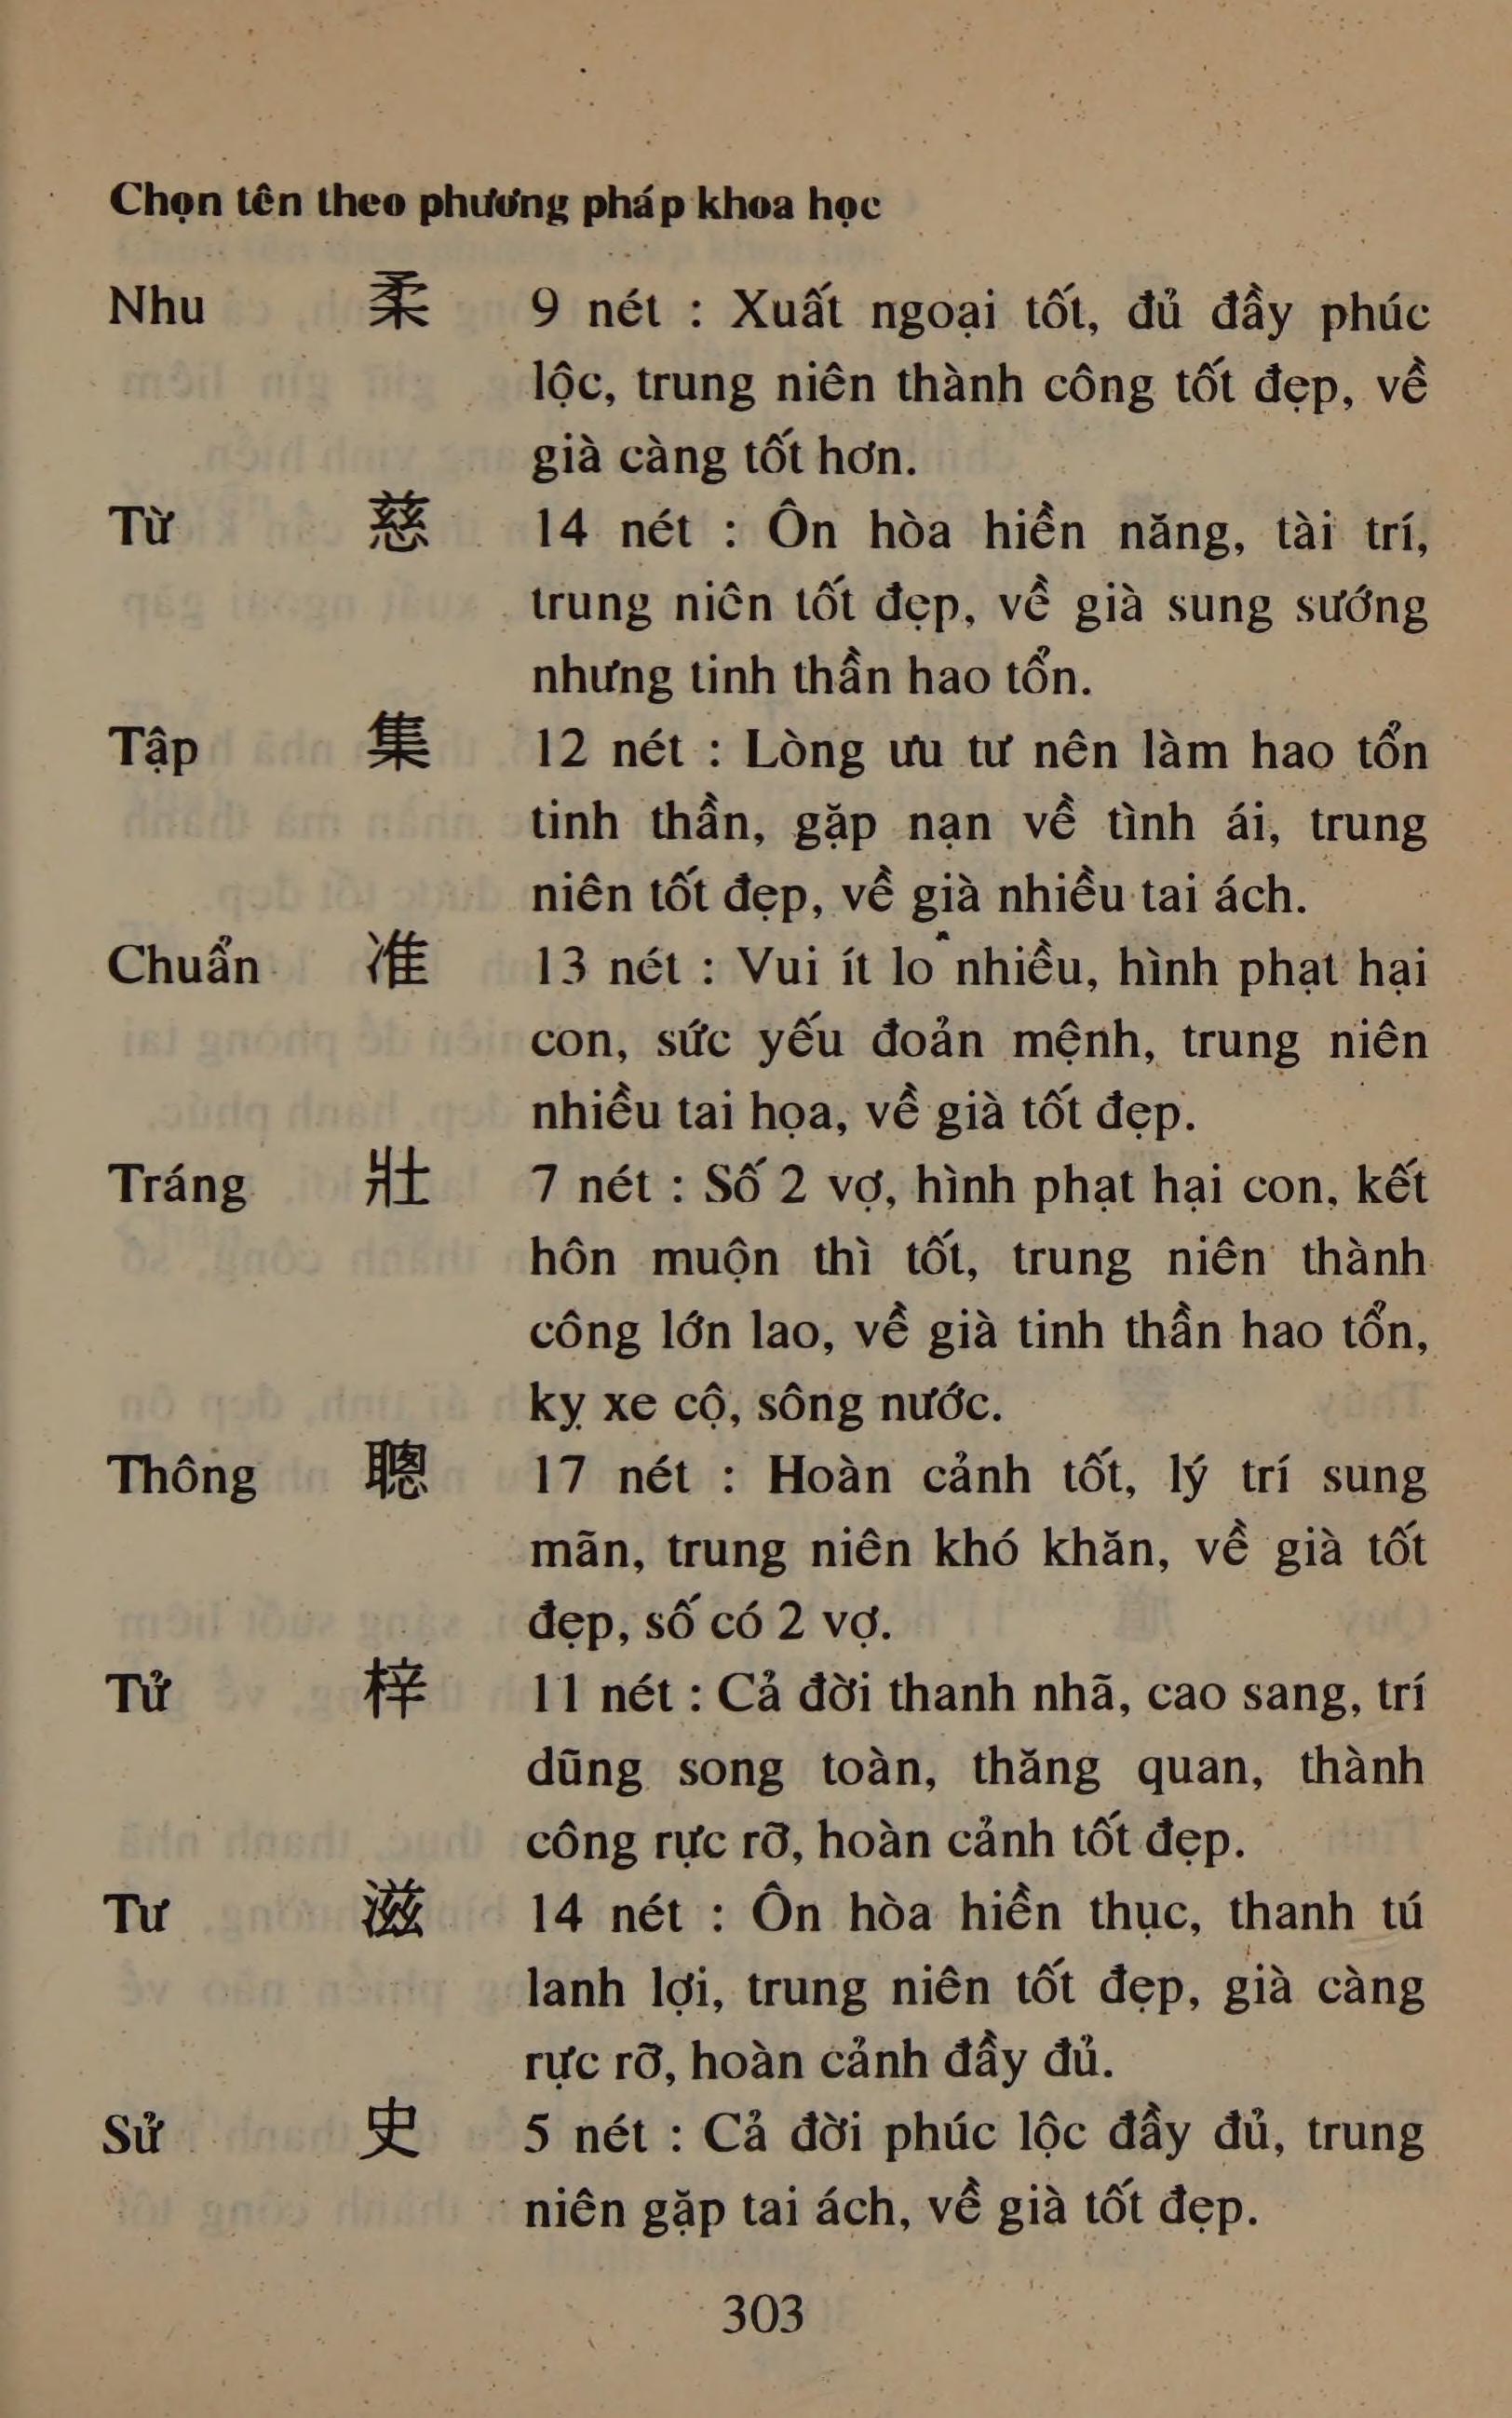 Chọn tên theo phương pháp khoa học
Nhu 柔 9 nét : Xuất ngoại tốt, đủ đầy phúc
lộc, trung niên thành công tốt đẹp, về
già càng tốt hơn.
Từ 慈 14 nét : Ôn hòa hiền năng, tài trí,
trung niên tốt đẹp, về già sung sướng
nhưng tinh thần hao tổn.
Tập 集 12 nét : Lòng ưu tư nên làm hao tổn
tinh thần, gặp nạn về tình ái, trung
niên tốt đẹp, về già nhiều tai ách.
Chuẩn 准 13 nét : Vui ít lo nhiều, hình phạt hại
con, sức yếu đoản mệnh, trung niên
nhiều tai họa, về già tốt đẹp.
Tráng 壯 7 nét : Số 2 vợ, hình phạt hại con, kết
hôn muộn thì tốt, trung niên thành
công lớn lao, về già tinh thần hao tổn,
kỵ xe cộ, sông nước.
Thông 聰 17 nét : Hoàn cảnh tốt, lý trí sung
mãn, trung niên khó khăn, về già tốt
đẹp, số có 2 vợ.
Tử 梓 11 nét : Cả đời thanh nhã, cao sang, trí
dũng song toàn, thăng quan, thành
công rực rỡ, hoàn cảnh tốt đẹp.
Tư 滋 14 nét : Ôn hòa hiền thục, thanh tú
lanh lợi, trung niên tốt đẹp, già càng
rực rỡ, hoàn cảnh đầy đủ.
Sử 史 5 nét : Cả đời phúc lộc đầy đủ, trung
niên gặp tai ách, về già tốt đẹp.
303